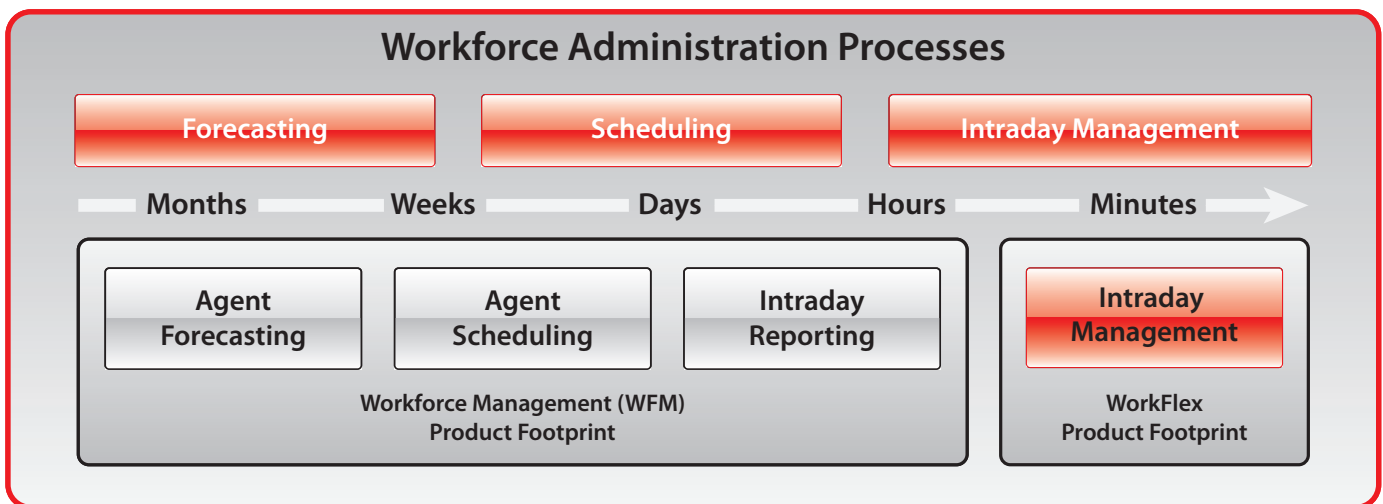 Workforce Administration Processes
Forecasting
Scheduling
Intraday Management
Months Weeks Days Hours Minutes
Agent
Forecasting
Agent
Scheduling
Intraday
Reporting
Workforce Management (WFM)
Product Footprint
Intraday
Management
WorkFlex
Product Footprint